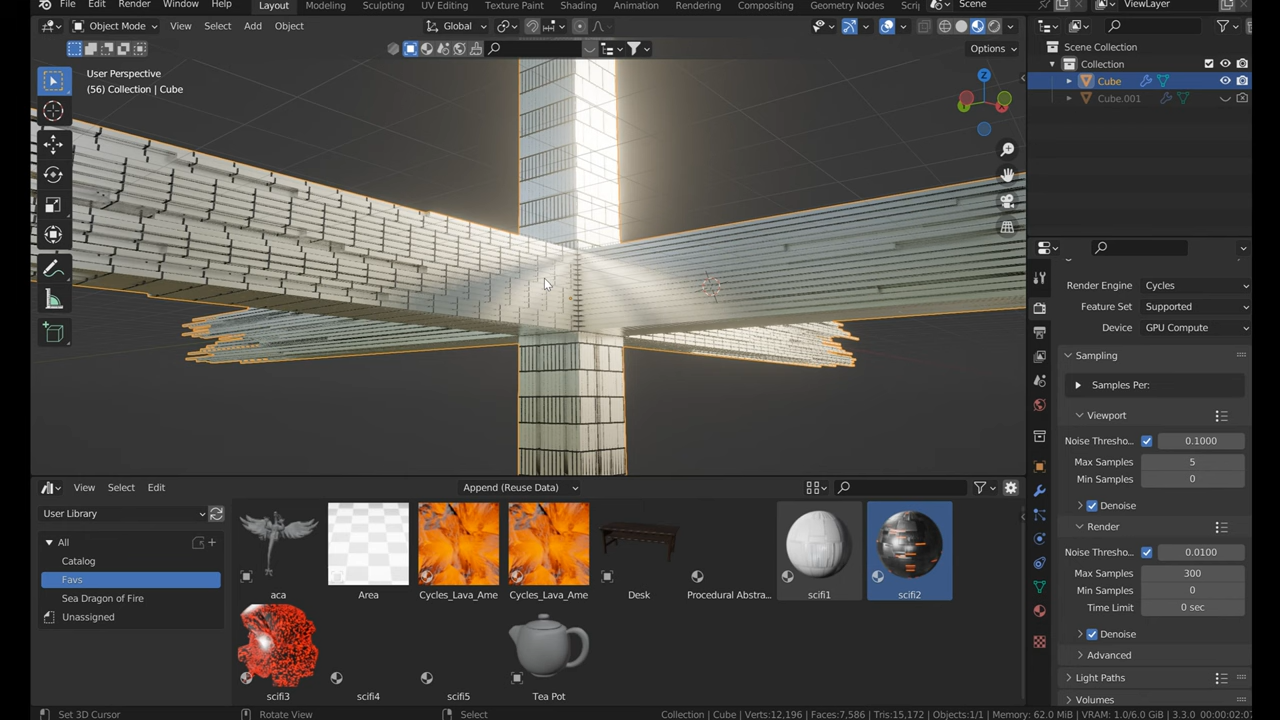 File Edit Render Window Help Layout Modeling Sculpting UV Editing Texture Paint Shading Animation Rendering Compositing Geometry Nodes Scrip Scene ViewLayer
Object Mode View Select Add Object Global
Options
User Perspective
(56) Collection | Cube
Scene Collection
Collection
Cube
Cube.001
Render Engine Cycles
Feature Set Supported
Device GPU Compute
Sampling
Samples Per:
Viewport
Noise Thresho... 0.1000
Max Samples 5
Min Samples 0
Denoise
Render
Noise Thresho... 0.0100
Max Samples 300
Min Samples 0
Time Limit 0 sec
Denoise
Advanced
Light Paths
Volumes
View Select Edit Append (Reuse Data)
User Library
All
Catalog
Favs
Sea Dragon of Fire
Unassigned
aca Area Cycles_Lava_Ame Cycles_Lava_Ame Desk Procedural Abstra... scifi1 scifi2
scifi3 scifi4 scifi5 Tea Pot
Set 3D Cursor Rotate View Select Collection | Cube | Verts:12,196 | Faces:7,586 | Tris:15,172 | Objects:1/1 | Memory: 62.0 MiB | VRAM: 1.0/6.0 GiB | 3.3.0 00:00:02:07